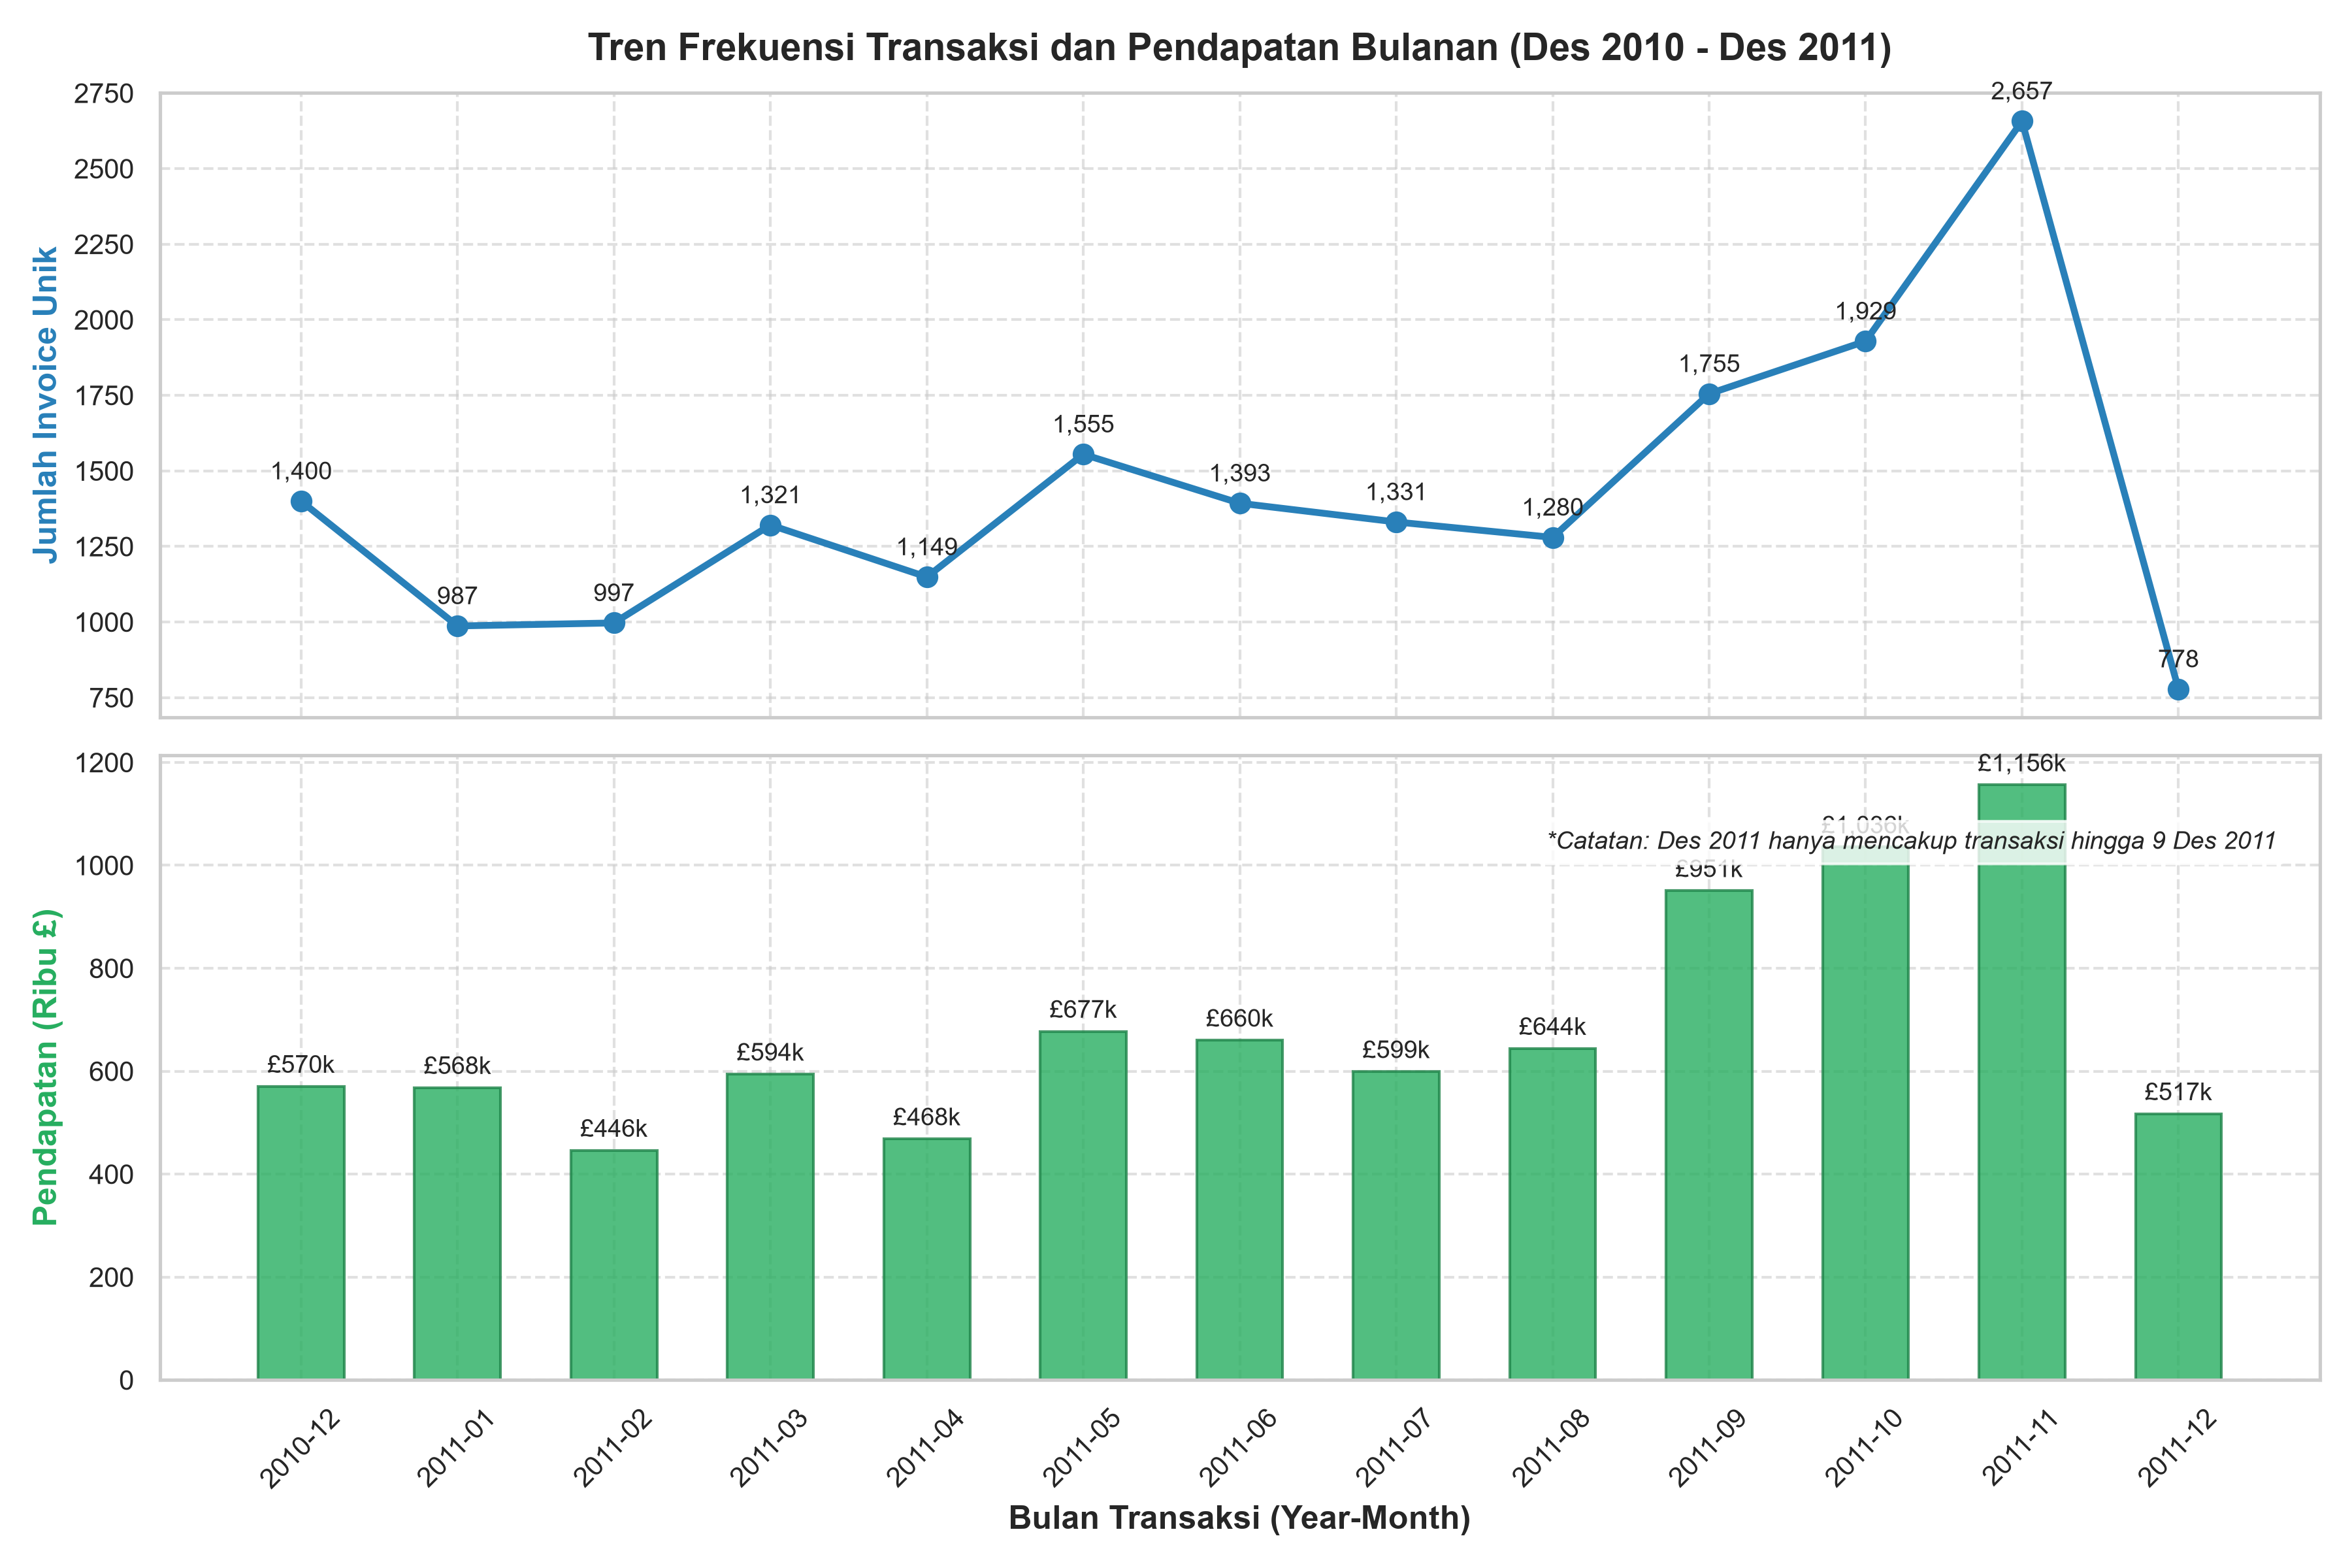 Tren Frekuensi Transaksi dan Pendapatan Bulanan (Des 2010 - Des 2011)
Jumlah Invoice Unik
2750
2500
2250
2000
1750
1500
1250
1000
750
1,400
987
997
1,321
1,149
1,555
1,393
1,331
1,280
1,755
1,929
2,657
778
Pendapatan (Ribu £)
1200
1000
800
600
400
200
0
£570k
£568k
£446k
£594k
£468k
£677k
£660k
£599k
£644k
£951k
£1,036k
£1,156k
£517k
*Catatan: Des 2011 hanya mencakup transaksi hingga 9 Des 2011
2010-12
2011-01
2011-02
2011-03
2011-04
2011-05
2011-06
2011-07
2011-08
2011-09
2011-10
2011-11
2011-12
Bulan Transaksi (Year-Month)